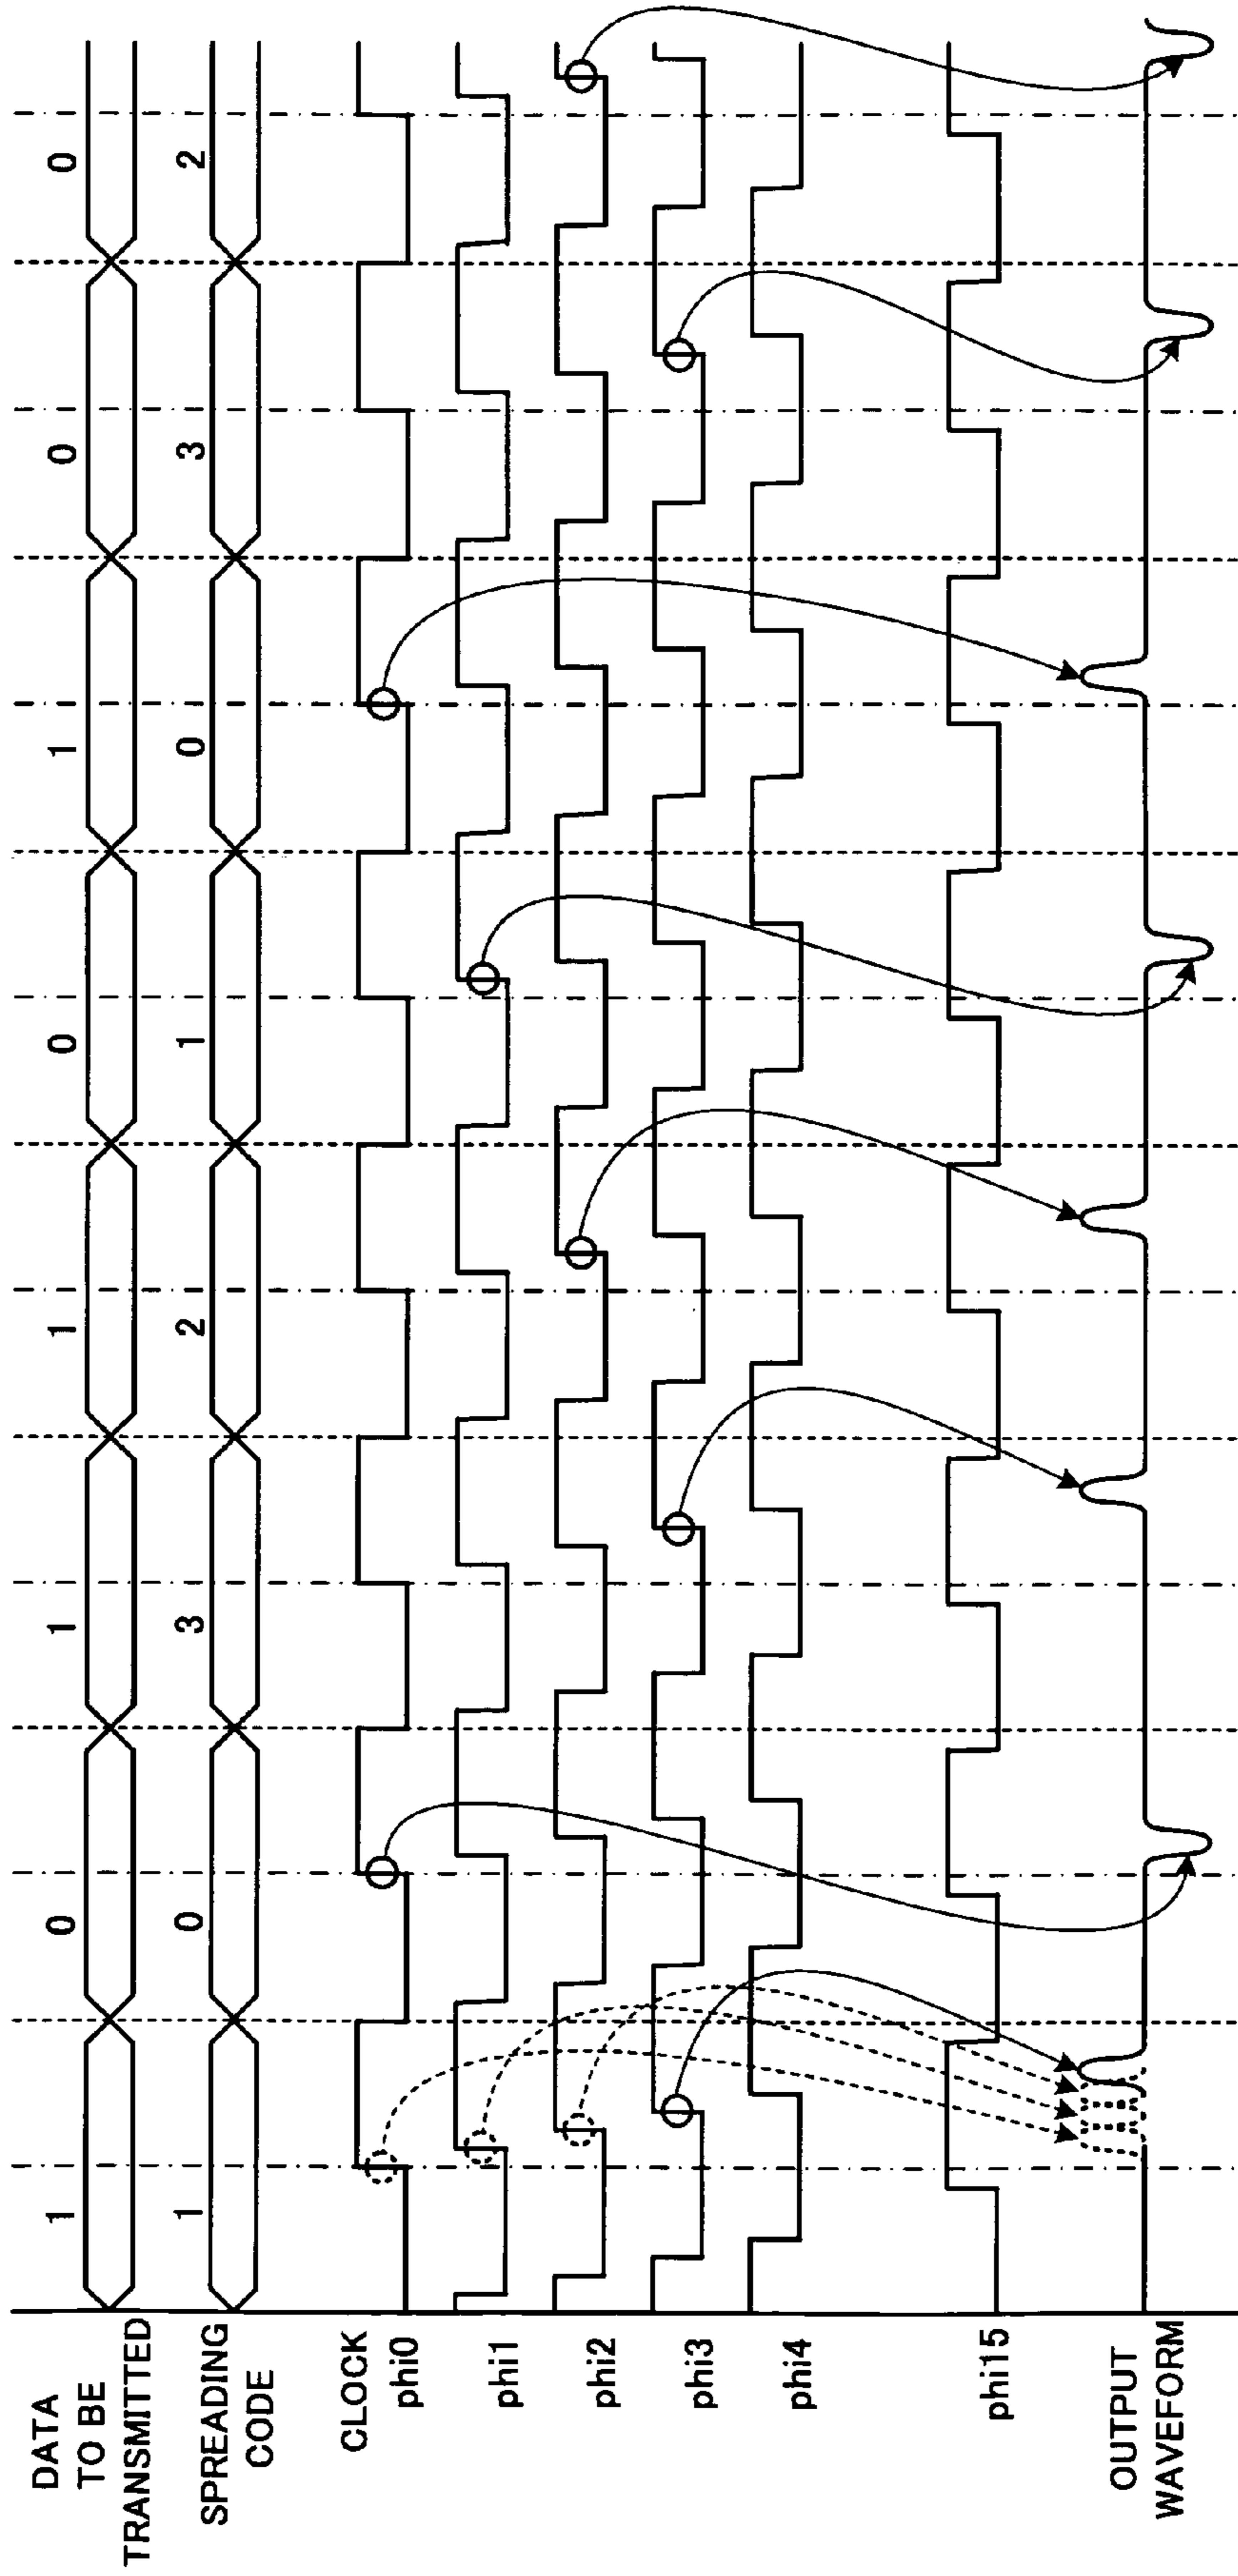 DATA
TO BE
TRANSMITTED
1 0 1 1 0 1 0 0
SPREADING
CODE
1 0 3 2 1 0 3 2
CLOCK
phi0
phi1
phi2
phi3
phi4
phi15
OUTPUT
WAVEFORM